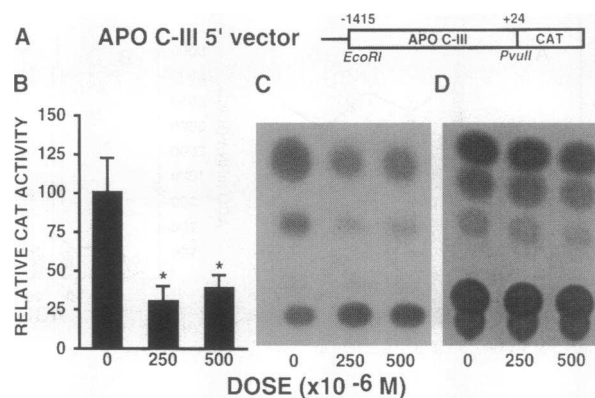 A APO C-III 5' vector
-1415 +24
APO C-III CAT
EcoRI PvuII
B C D
RELATIVE CAT ACTIVITY
150
125
100
75
50
25
0
* *
0 250 500 0 250 500 0 250 500
DOSE (x10 -6 M)